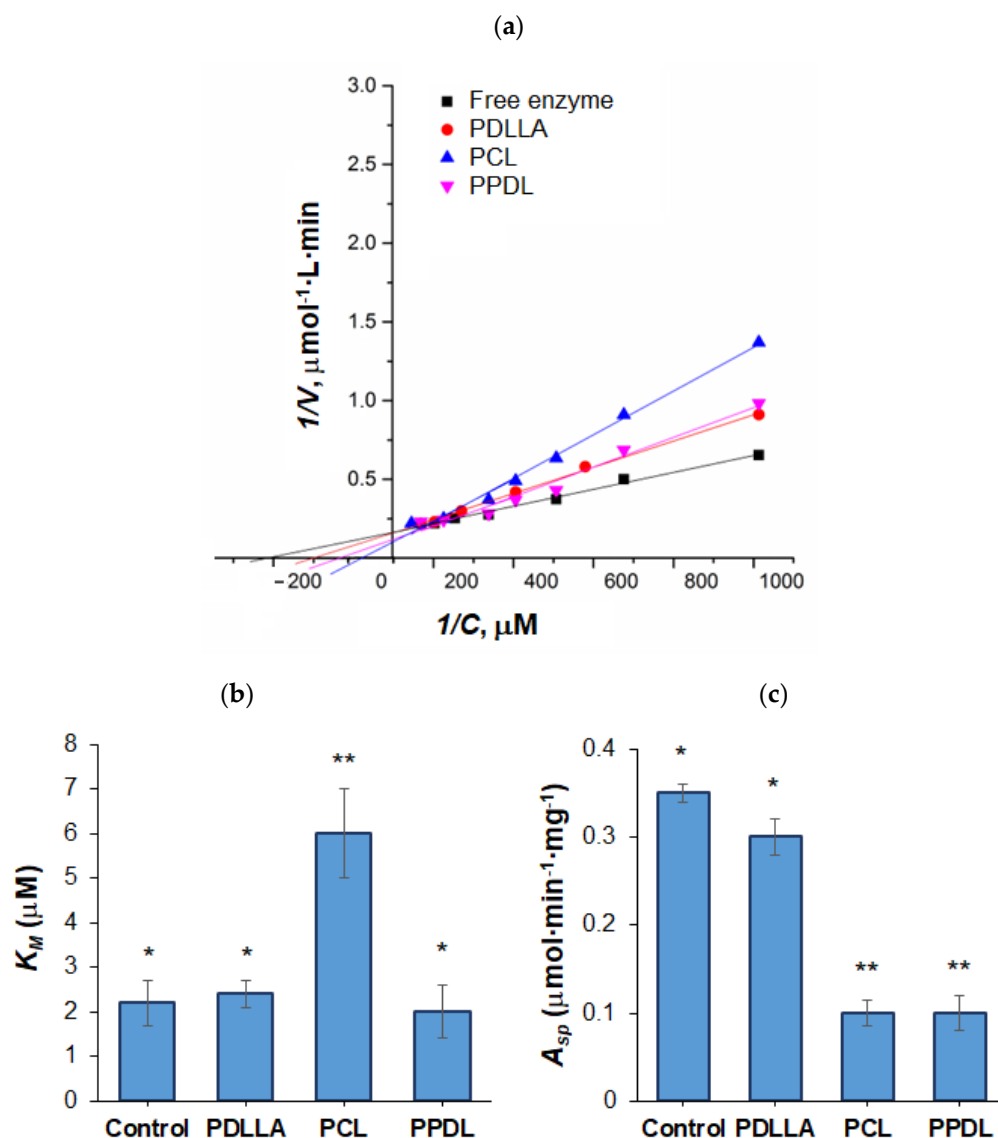 (a)
3.0
2.5
2.0
1.5
1.0
0.5
1/V, μmol⁻¹·L·min
Free enzyme
PDLLA
PCL
PPDL
−200 0 200 400 600 800 1000
1/C, μM
(b)
8
7
6
5
4
3
2
1
0
K_M (μM)
* * ** *
Control PDLLA PCL PPDL
(c)
0.4
0.3
0.2
0.1
0
A_sp (μmol·min⁻¹·mg⁻¹)
* * ** **
Control PDLLA PCL PPDL